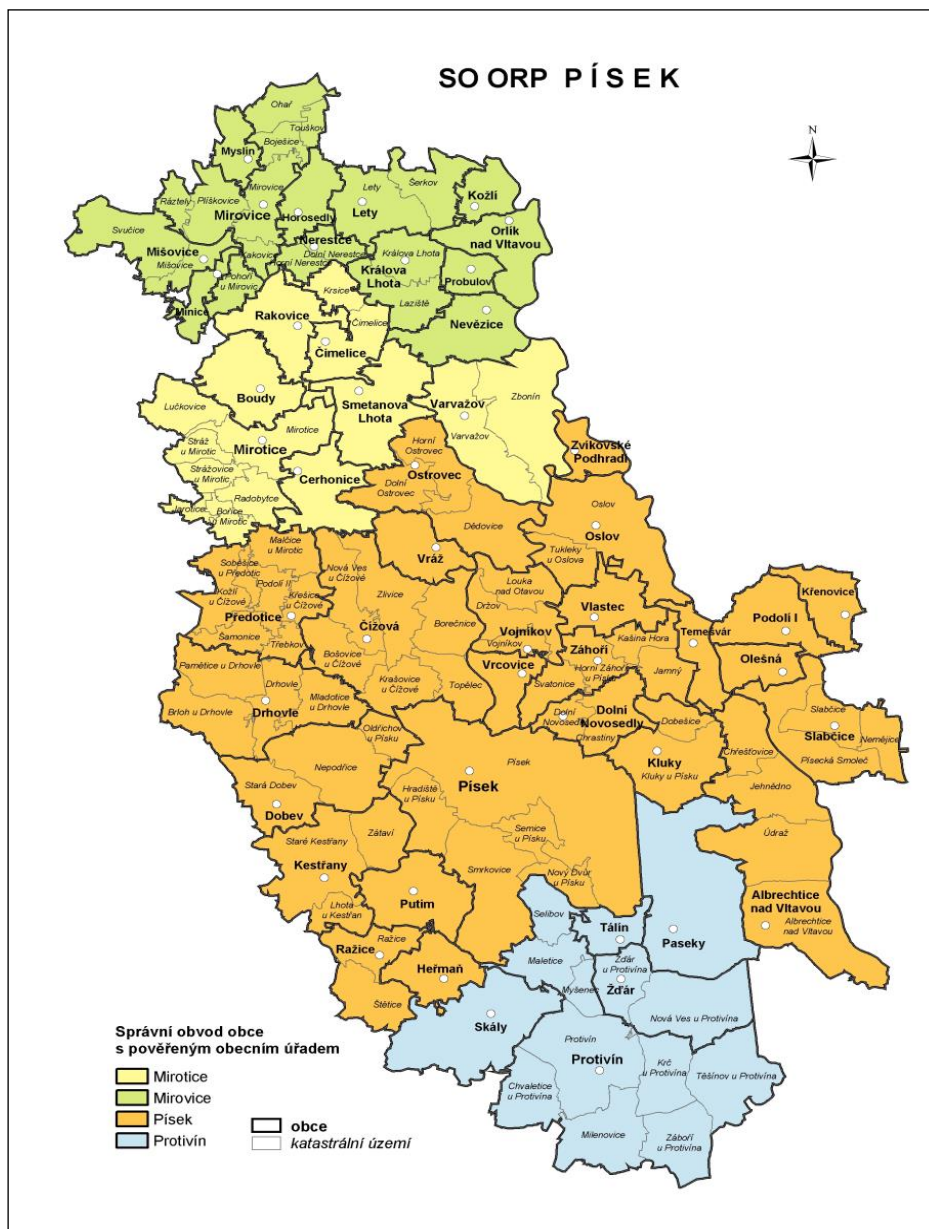 SO ORP PÍSEK
N
Ohař
Touškov
Boješice
Myslín
Mirovice
Ráztely
Plíškovice
Mirovice
Horosedly
Lety
Lety
Šerkov
Kožlí
Orlík
nad Vltavou
Svučice
Mišovice
Mišovice
Kakovice
Nerestce
Dolní Nerestce
Horní Nerestce
Králova Lhota
Králova
Lhota
Probulov
Pohoří
u Mirovic
Minice
Krsice
Laziště
Nevězice
Rakovice
Čimelice
Čimelice
Boudy
Smetanova
Lhota
Varvažov
Zbonín
Varvažov
Lučkovice
Mirotice
Stráž
u Mirotic
Mirotice
Strážovice
u Mirotic
Cerhonice
Radobytce
Jarotice
Bořice
u Mirotic
Horní
Ostrovec
Ostrovec
Dolní
Ostrovec
Zvíkovské
Podhradí
Oslov
Oslov
Dědovice
Tukleky
u Oslova
Malčice
u Mirotic
Vráž
Soběšice
u Předotic
Podolí II
Nová Ves
u Čížové
Kožlí
u Čížové
Křešice
u Čížové
Zlivice
Louka
nad Otavou
Držov
Vlastec
Podolí I
Křenovice
Předotice
Čížová
Borečnice
Vojníkov
Vojníkov
Záhoří
Kašina Hora
Temešvár
Šamonice
Třebkov
Bošovice
u Čížové
Horní Záhoří
u Písku
Jamný
Olešná
Pamětice u Drhovle
Drhovle
Krašovice
u Čížové
Topělec
Vrcovice
Svatonice
Mladotice
u Drhovle
Brloh u Drhovle
Drhovle
Dolní
Novosedly
Dolní
Novosedly
Chrastiny
Dobešice
Slabčice
Slabčice
Nemějice
Písecká Smoleč
Oldřichov
u Písku
Kluky
Kluky u Písku
Chřešťovice
Nepodřice
Písek
Písek
Jehnědno
Stará Dobev
Dobev
Hradiště
u Písku
Semice
u Písku
Údraž
Staré Kestřany
Zátaví
Kestřany
Smrkovice
Nový Dvůr
u Písku
Lhota
u Kestřan
Putim
Albrechtice
nad Vltavou
Albrechtice
nad Vltavou
Selibov
Tálín
Paseky
Ražice
Ražice
Heřmaň
Maletice
Žďár
u Protivína
Žďár
Myšenec
Štětice
Skály
Nová Ves u Protivína
Protivín
Protivín
Krč
u Protivína
Těšínov u Protivína
Chvaletice
u Protivína
Milenovice
Záboří
u Protivína
Správní obvod obce
s pověřeným obecním úřadem
Mirotice
Mirovice
Písek
Protivín
obce
katastrální území